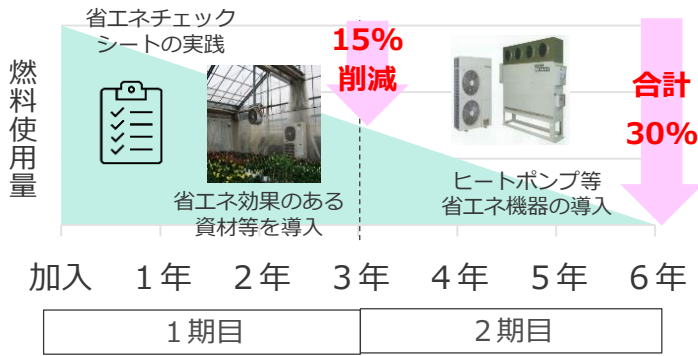 省エネチェック
シートの実践
15%
削減
燃料使用量
合計
30%
省エネ効果のある
資材等を導入
ヒートポンプ等
省エネ機器の導入
加入 1年 2年 3年 4年 5年 6年
1期目 2期目